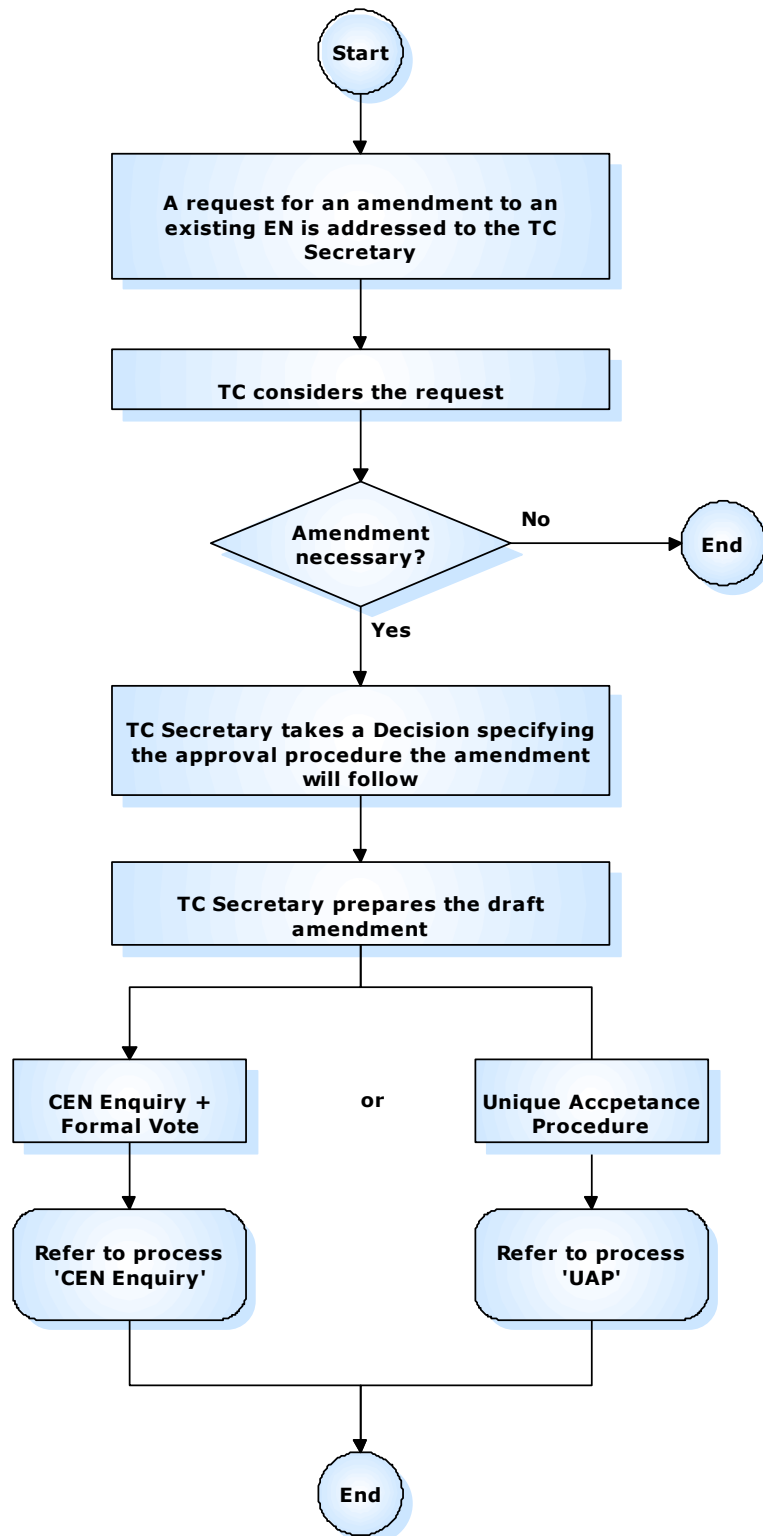 Start
A request for an amendment to an
existing EN is addressed to the TC
Secretary
TC considers the request
Amendment
necessary?
No
End
Yes
TC Secretary takes a Decision specifying
the approval procedure the amendment
will follow
TC Secretary prepares the draft
amendment
CEN Enquiry +
Formal Vote
or
Unique Accpetance
Procedure
Refer to process
'CEN Enquiry'
Refer to process
'UAP'
End